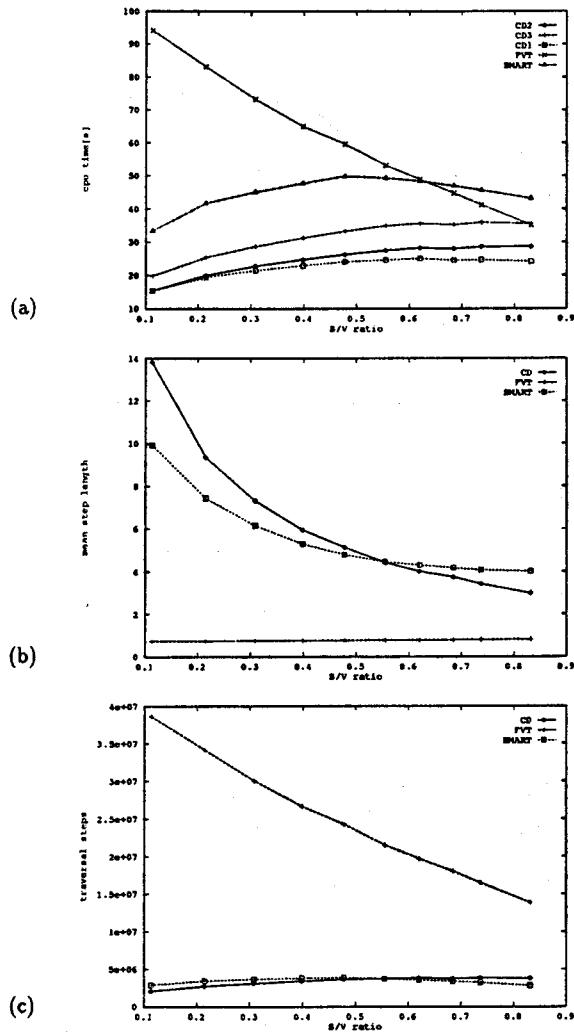 100
90
80
70
60
50
40
30
20
10
cpu time[s]
CD2
CD3
CD1
FVT
SMART
(a)
0.1 0.2 0.3 0.4 0.5 0.6 0.7 0.8 0.9
S/V ratio
14
12
10
8
6
4
2
0
mean step length
CD
FVT
SMART
(b)
0.1 0.2 0.3 0.4 0.5 0.6 0.7 0.8 0.9
S/V ratio
4e+07
3.5e+07
3e+07
2.5e+07
2e+07
1.5e+07
1e+07
5e+06
0
traversal steps
CD
FVT
SMART
(c)
0.1 0.2 0.3 0.4 0.5 0.6 0.7 0.8 0.9
S/V ratio